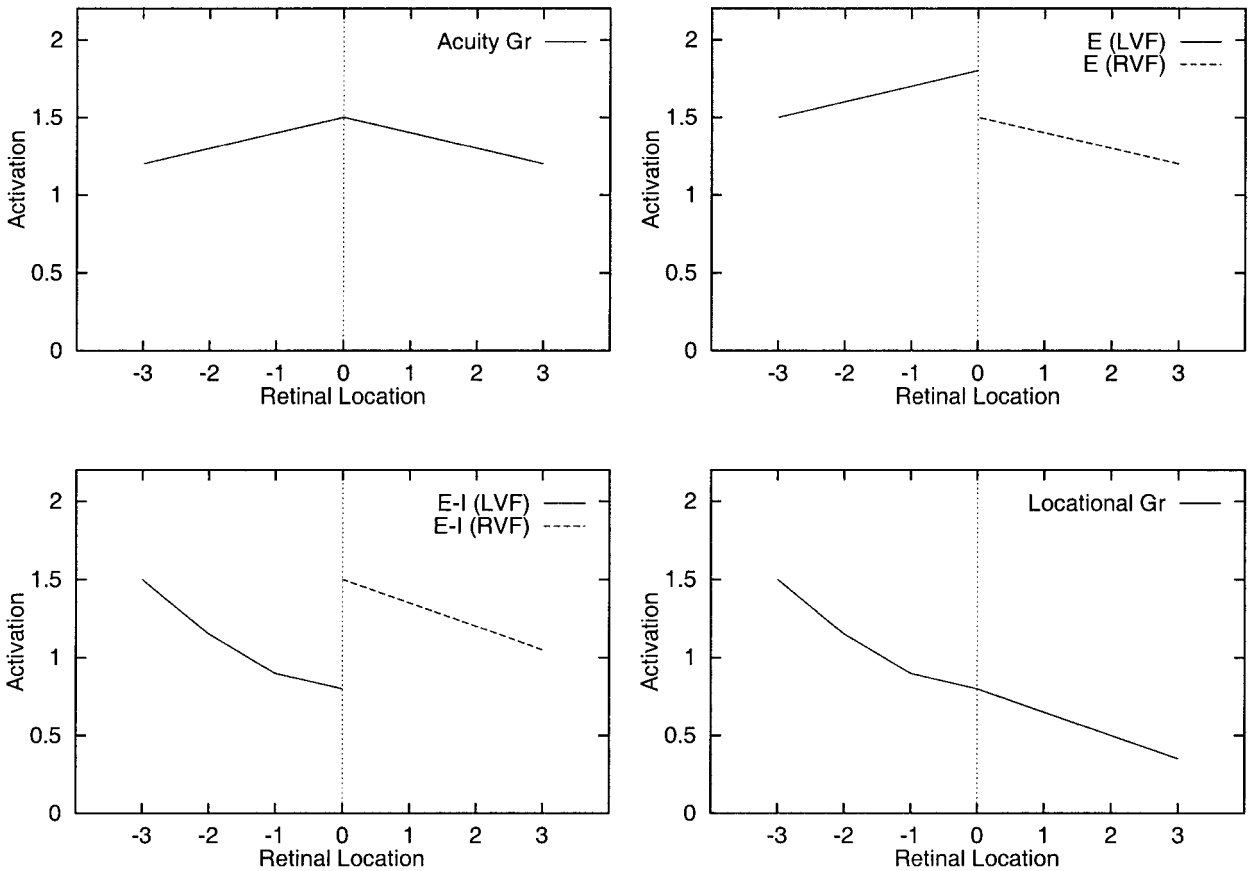 Acuity Gr
2
1.5
1
0.5
0
Activation
-3 -2 -1 0 1 2 3
Retinal Location
E (LVF)
E (RVF)
2
1.5
1
0.5
0
Activation
-3 -2 -1 0 1 2 3
Retinal Location
E-I (LVF)
E-I (RVF)
2
1.5
1
0.5
0
Activation
-3 -2 -1 0 1 2 3
Retinal Location
Locational Gr
2
1.5
1
0.5
0
Activation
-3 -2 -1 0 1 2 3
Retinal Location